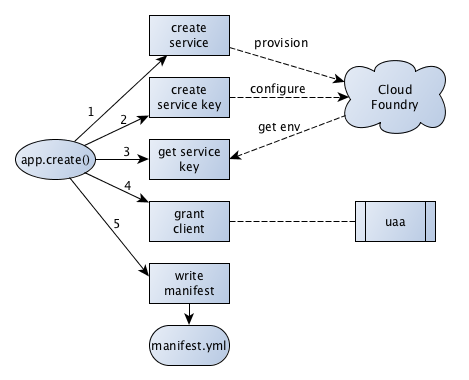 create
service
provision
1
create
service key
configure
Cloud
Foundry
2
get env
app.create()
3
get service
key
4
grant
client
uaa
5
write
manifest
manifest.yml